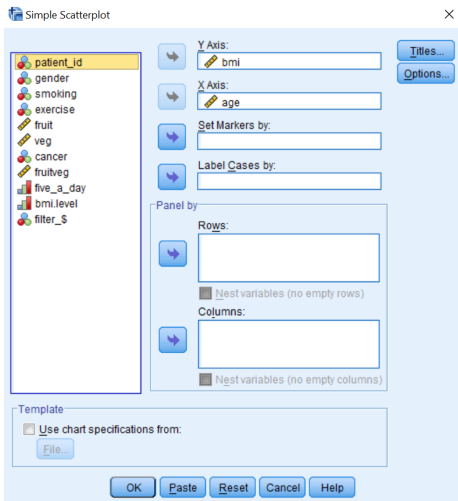 Simple Scatterplot
patient_id
gender
smoking
exercise
fruit
veg
cancer
fruitveg
five_a_day
bmi.level
filter_$
Y Axis:
bmi
X Axis:
age
Set Markers by:
Label Cases by:
Panel by
Rows:
Nest variables (no empty rows)
Columns:
Nest variables (no empty columns)
Titles...
Options...
Template
Use chart specifications from:
File...
OK Paste Reset Cancel Help